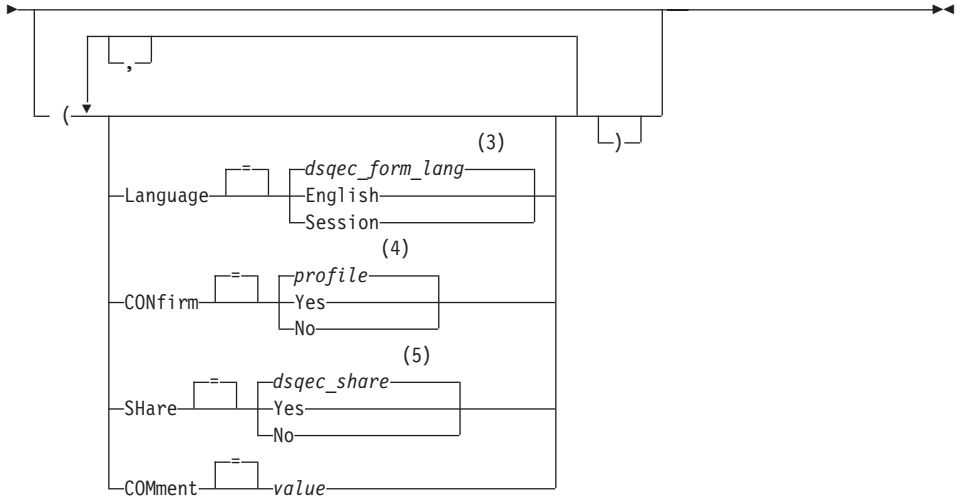 ,
(
)
(3)
=
dsqec_form_lang
Language
English
Session
(4)
=
profile
CONfirm
Yes
No
(5)
=
dsqec_share
SHare
Yes
No
=
COMment
value